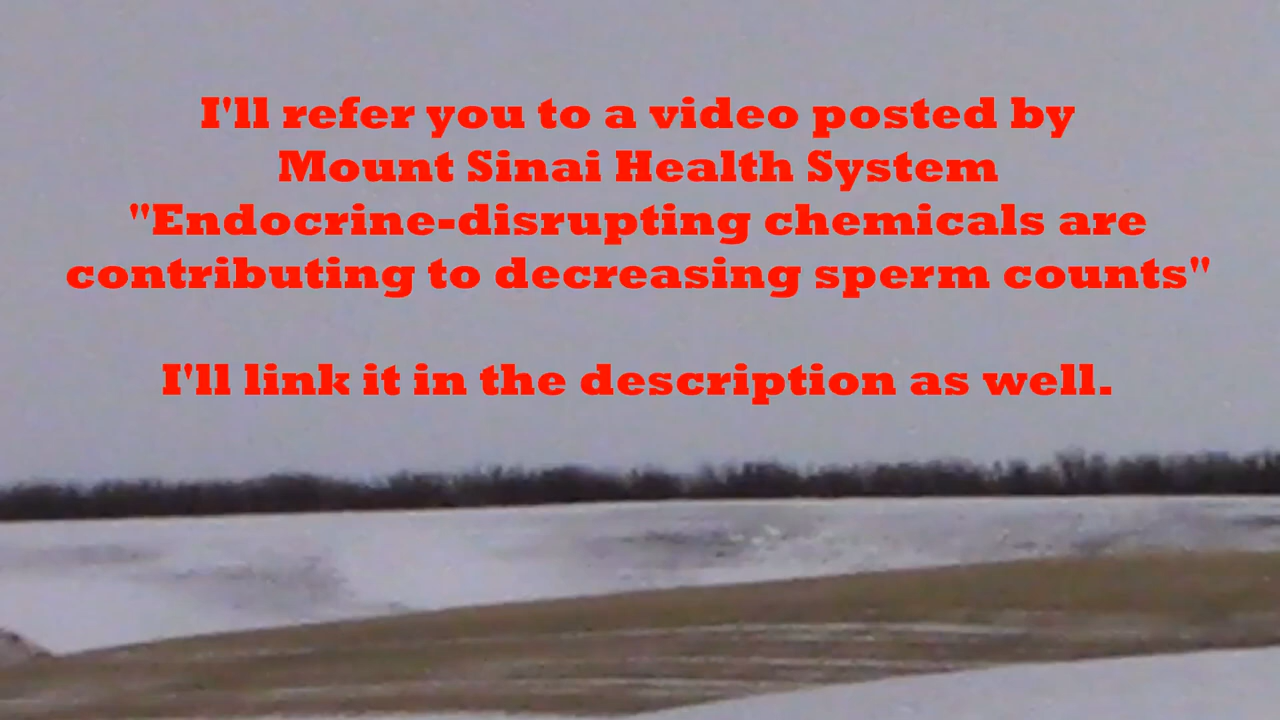 I'll refer you to a video posted by
Mount Sinai Health System
"Endocrine-disrupting chemicals are
contributing to decreasing sperm counts"
I'll link it in the description as well.